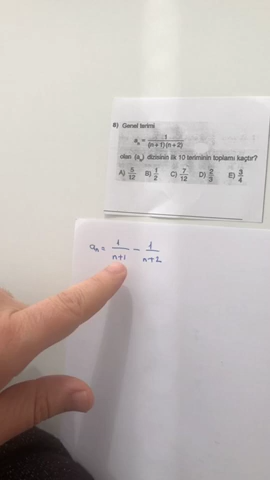 8) Genel terimi
aₙ = 1/((n+1)(n+2))
olan (aₙ) dizisinin ilk 10 teriminin toplamı kaçtır?
A) 5/12 B) 1/2 C) 7/12 D) 2/3 E) 3/4
aₙ = 1/(n+1) - 1/(n+2)